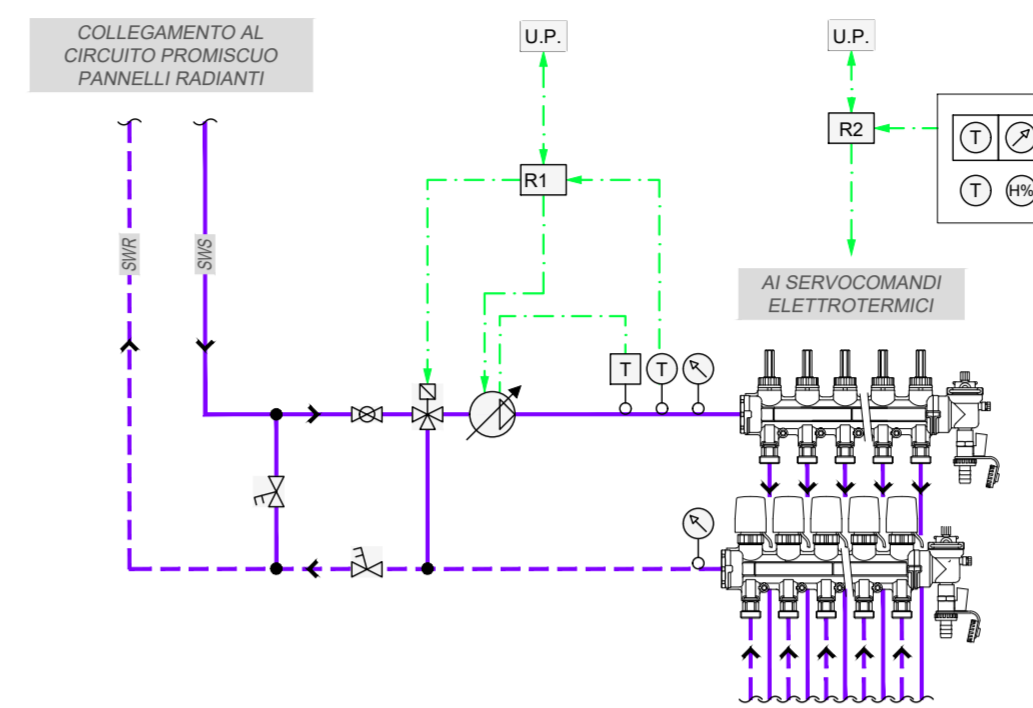 COLLEGAMENTO AL
CIRCUITO PROMISCUO
PANNELLI RADIANTI
U.P.
U.P.
R2
T
T
H%
R1
SWR
SWS
AI SERVOCOMANDI
ELETTROTERMICI
T
T